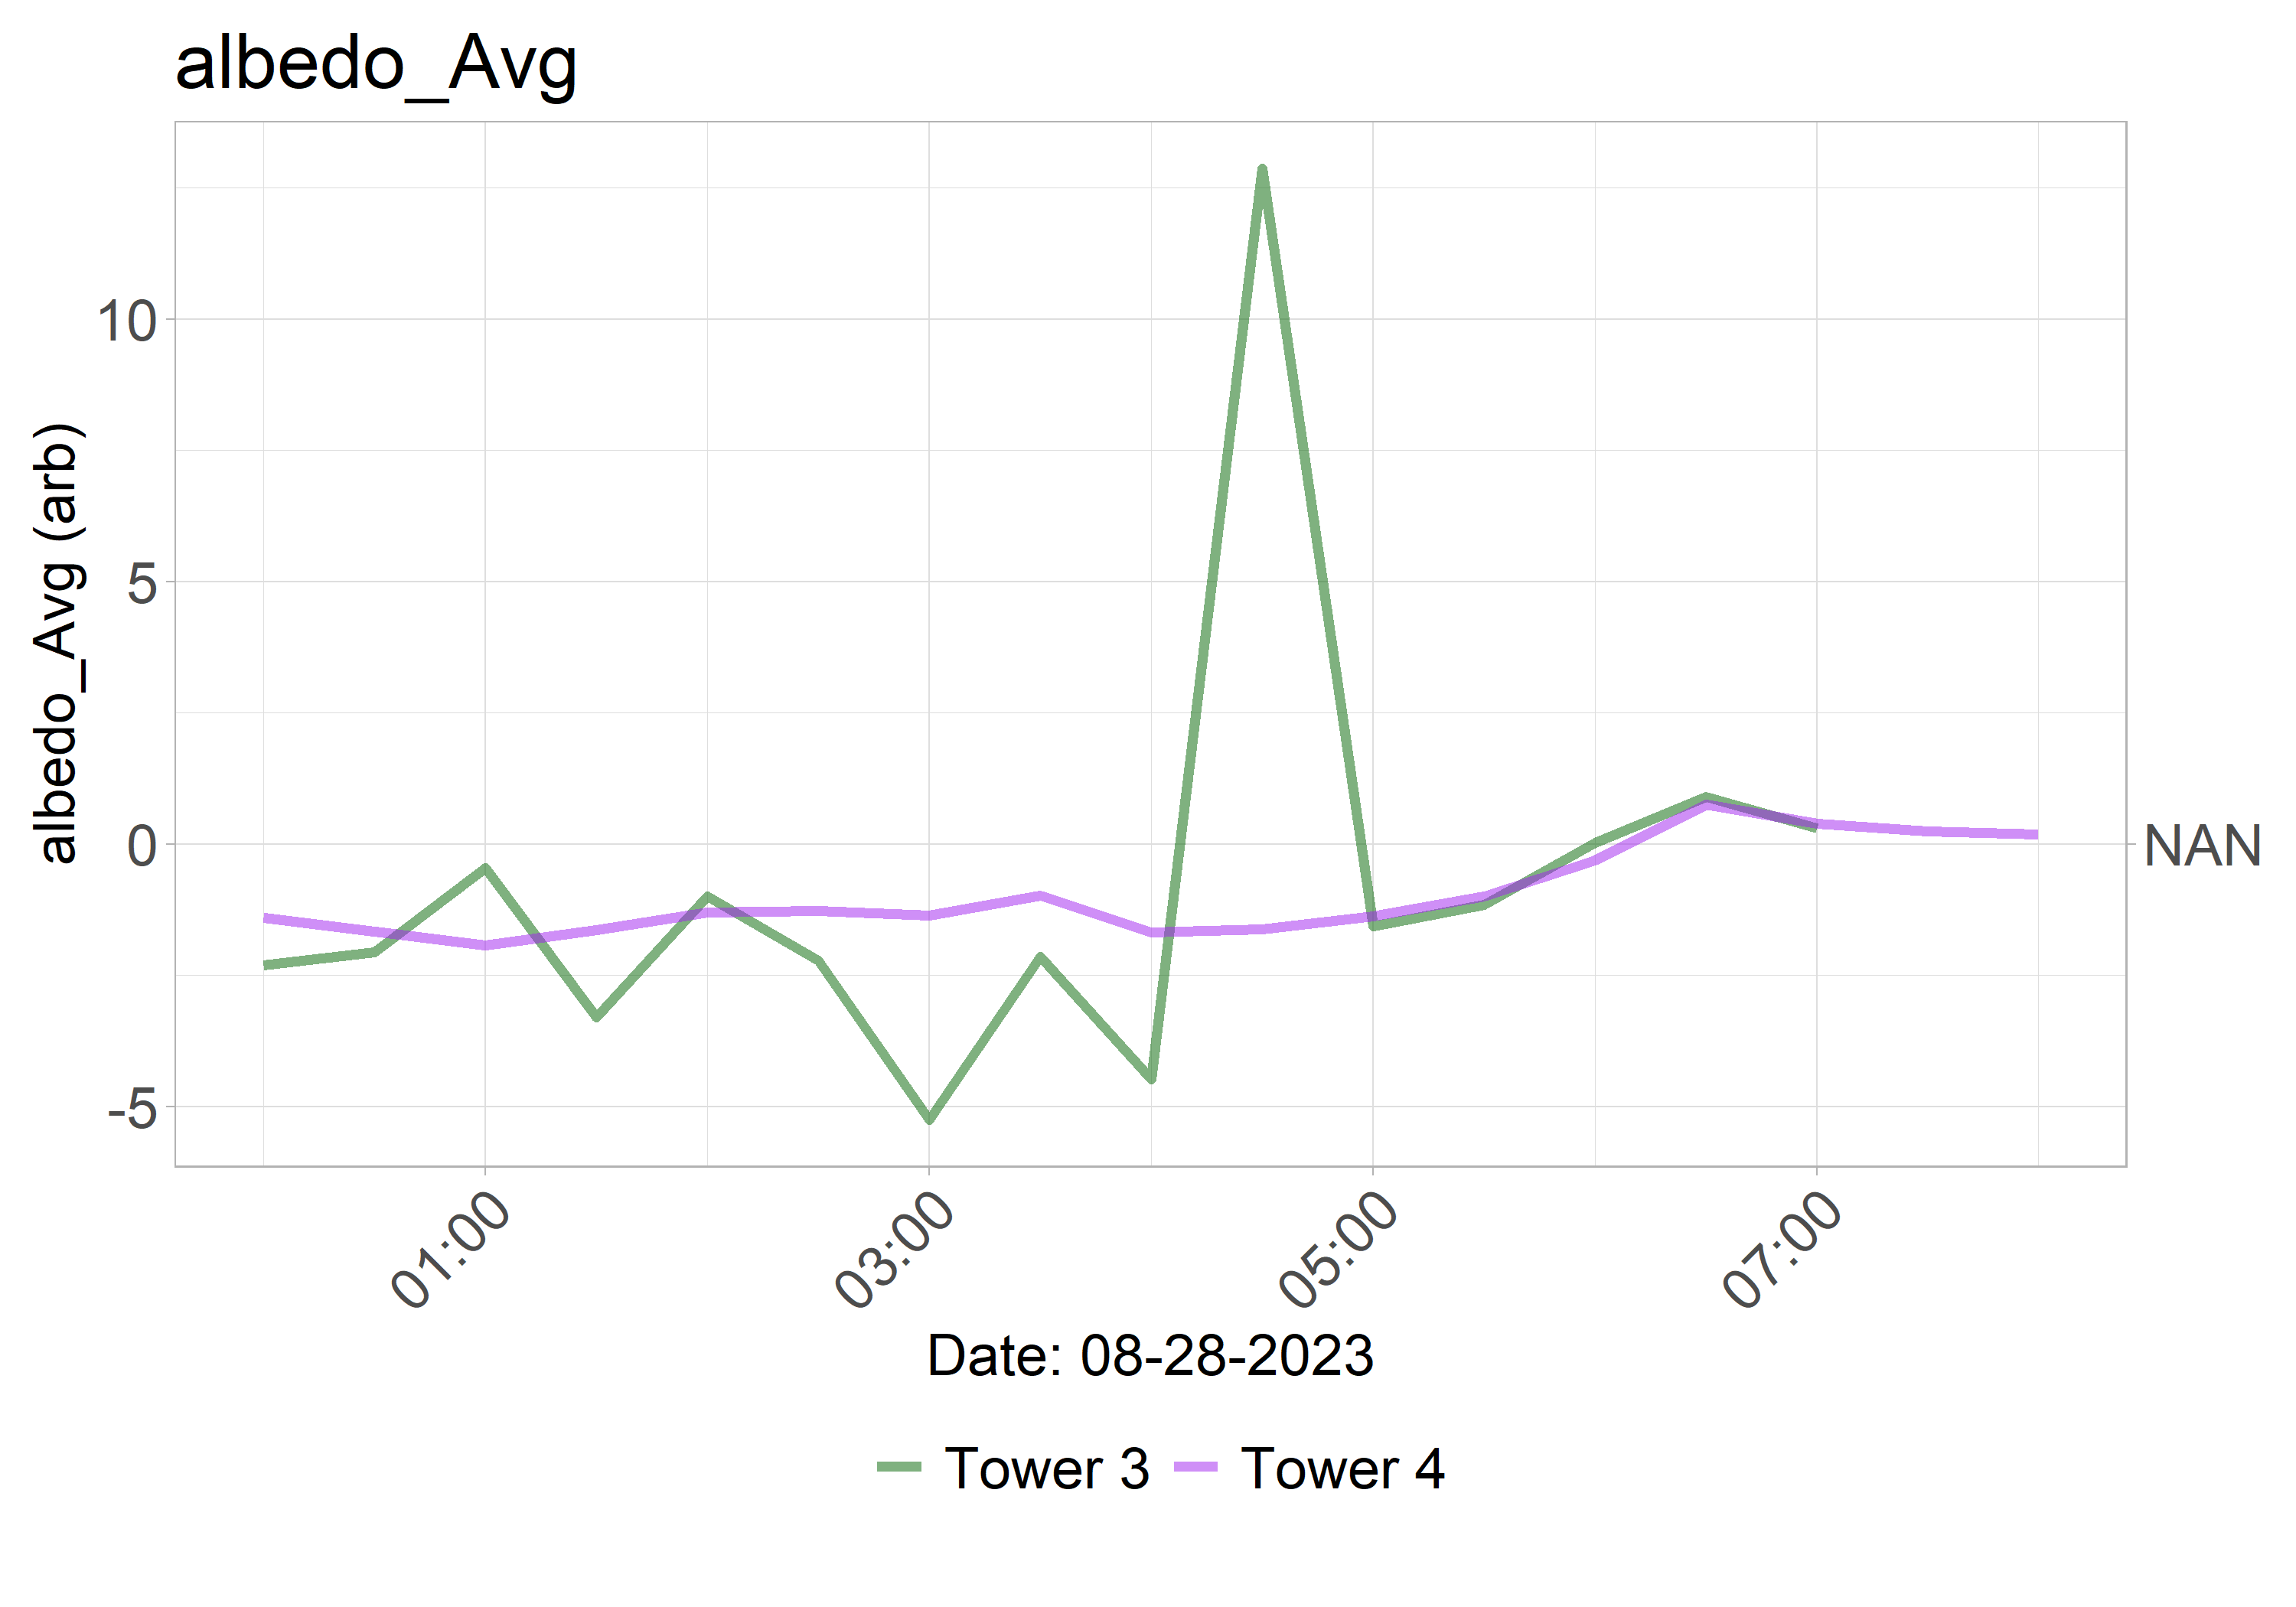 albedo_Avg
albedo_Avg (arb)
10
5
0
-5
NAN
01:00
03:00
05:00
07:00
Date: 08-28-2023
Tower 3
Tower 4